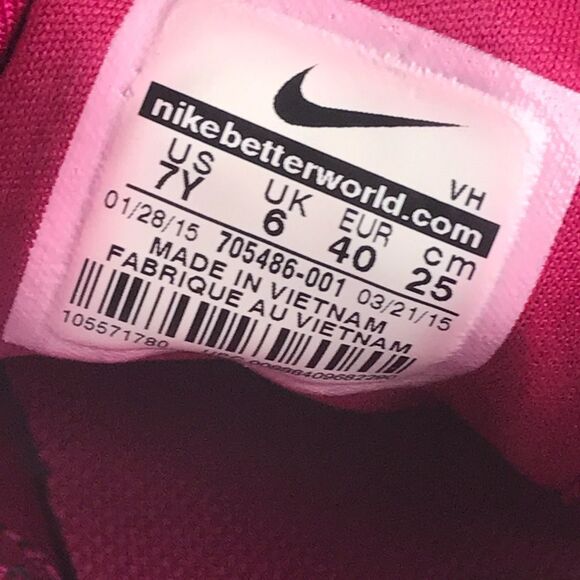 nikebetterworld.com VH
US UK EUR cm
7Y 6 40 25
01/28/15 705486-001 03/21/15
MADE IN VIETNAM
FABRIQUE AU VIETNAM
105571780